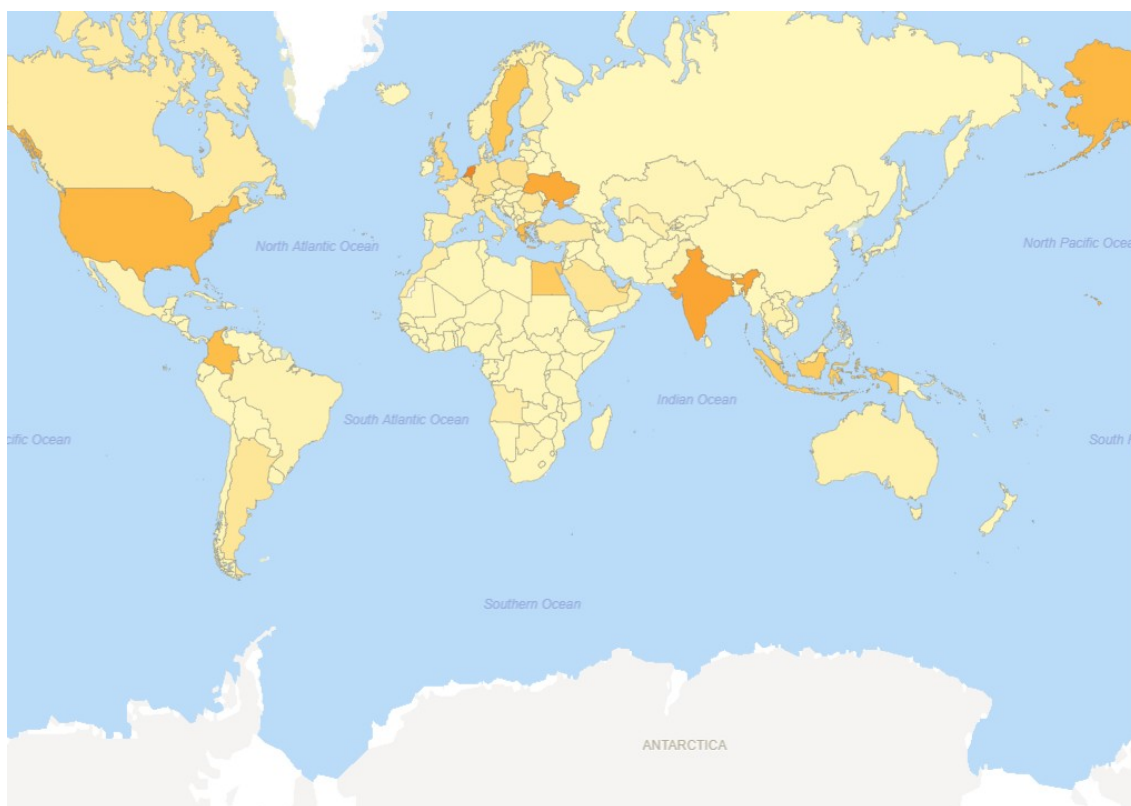 North Atlantic Ocean
North Pacific Ocea
Indian Ocean
South Atlantic Ocean
cific Ocean
South
Southern Ocean
ANTARCTICA